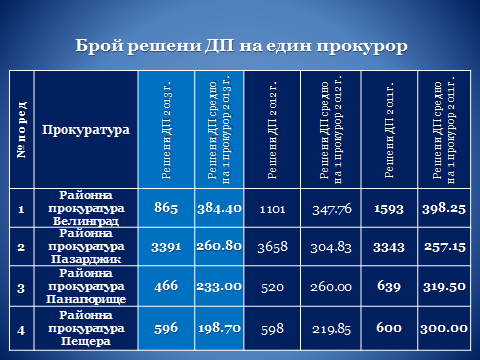 Брой решени ДП на един прокурор
№ по ред
Прокуратура
Решени ДП 2013 г.
Решени ДП средно
на 1 прокурор 2013 г.
Решени ДП 2012 г.
Решени ДП средно
на 1 прокурор 2012 г.
Решени ДП 2011 г.
Решени ДП средно
на 1 прокурор 2011 г.
1 Районна прокуратура Велинград 865 384.40 1101 347.76 1593 398.25
2 Районна прокуратура Пазарджик 3391 260.80 3658 304.83 3343 257.15
3 Районна прокуратура Панагюрище 466 233.00 520 260.00 639 319.50
4 Районна прокуратура Пещера 596 198.70 598 219.85 600 300.00